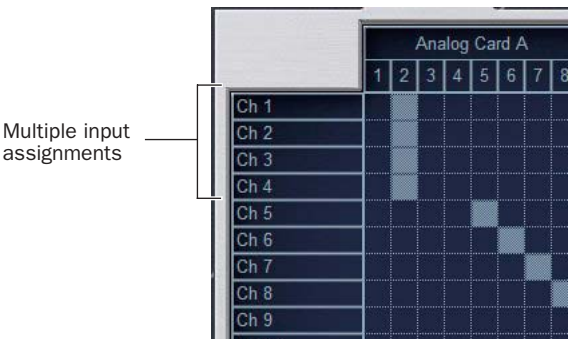 Analog Card A
1 2 3 4 5 6 7 8
Multiple input
assignments
Ch 1
Ch 2
Ch 3
Ch 4
Ch 5
Ch 6
Ch 7
Ch 8
Ch 9